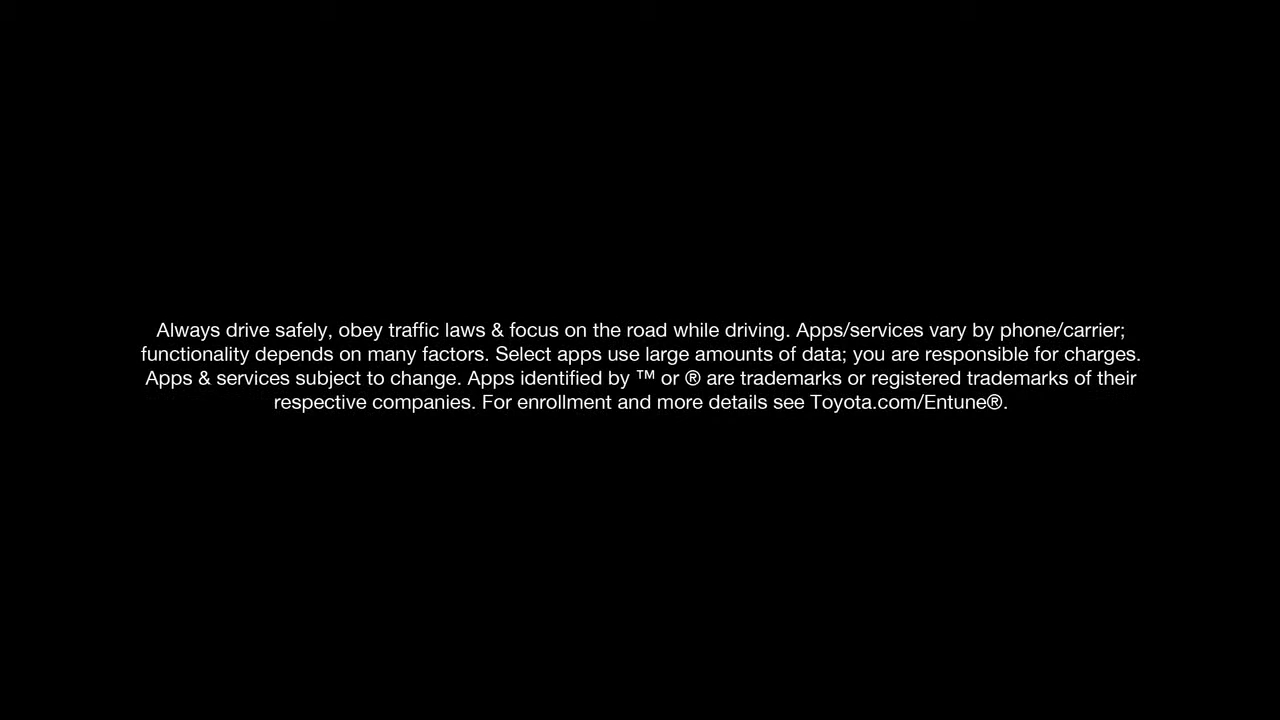 Always drive safely, obey traffic laws & focus on the road while driving. Apps/services vary by phone/carrier;
functionality depends on many factors. Select apps use large amounts of data; you are responsible for charges.
Apps & services subject to change. Apps identified by ™ or ® are trademarks or registered trademarks of their
respective companies. For enrollment and more details see Toyota.com/Entune®.